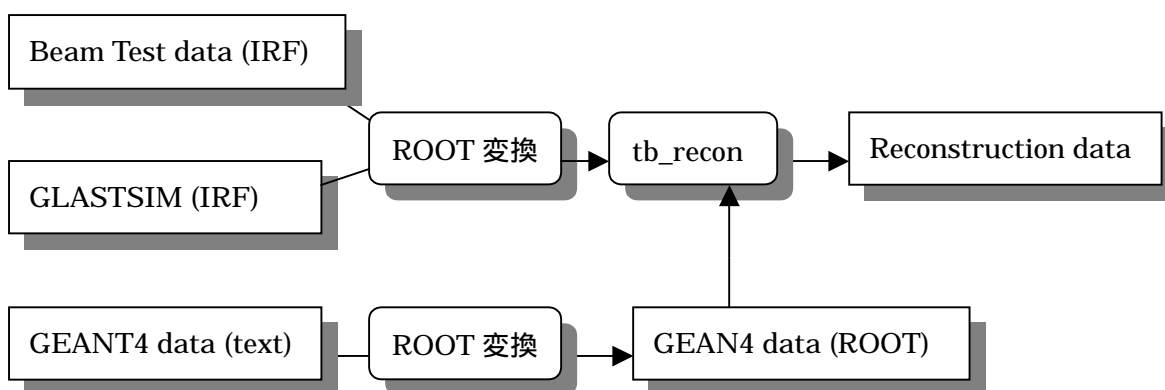 Beam Test data (IRF)
ROOT 変換
tb_recon
Reconstruction data
GLASTSIM (IRF)
GEANT4 data (text)
ROOT 変換
GEAN4 data (ROOT)